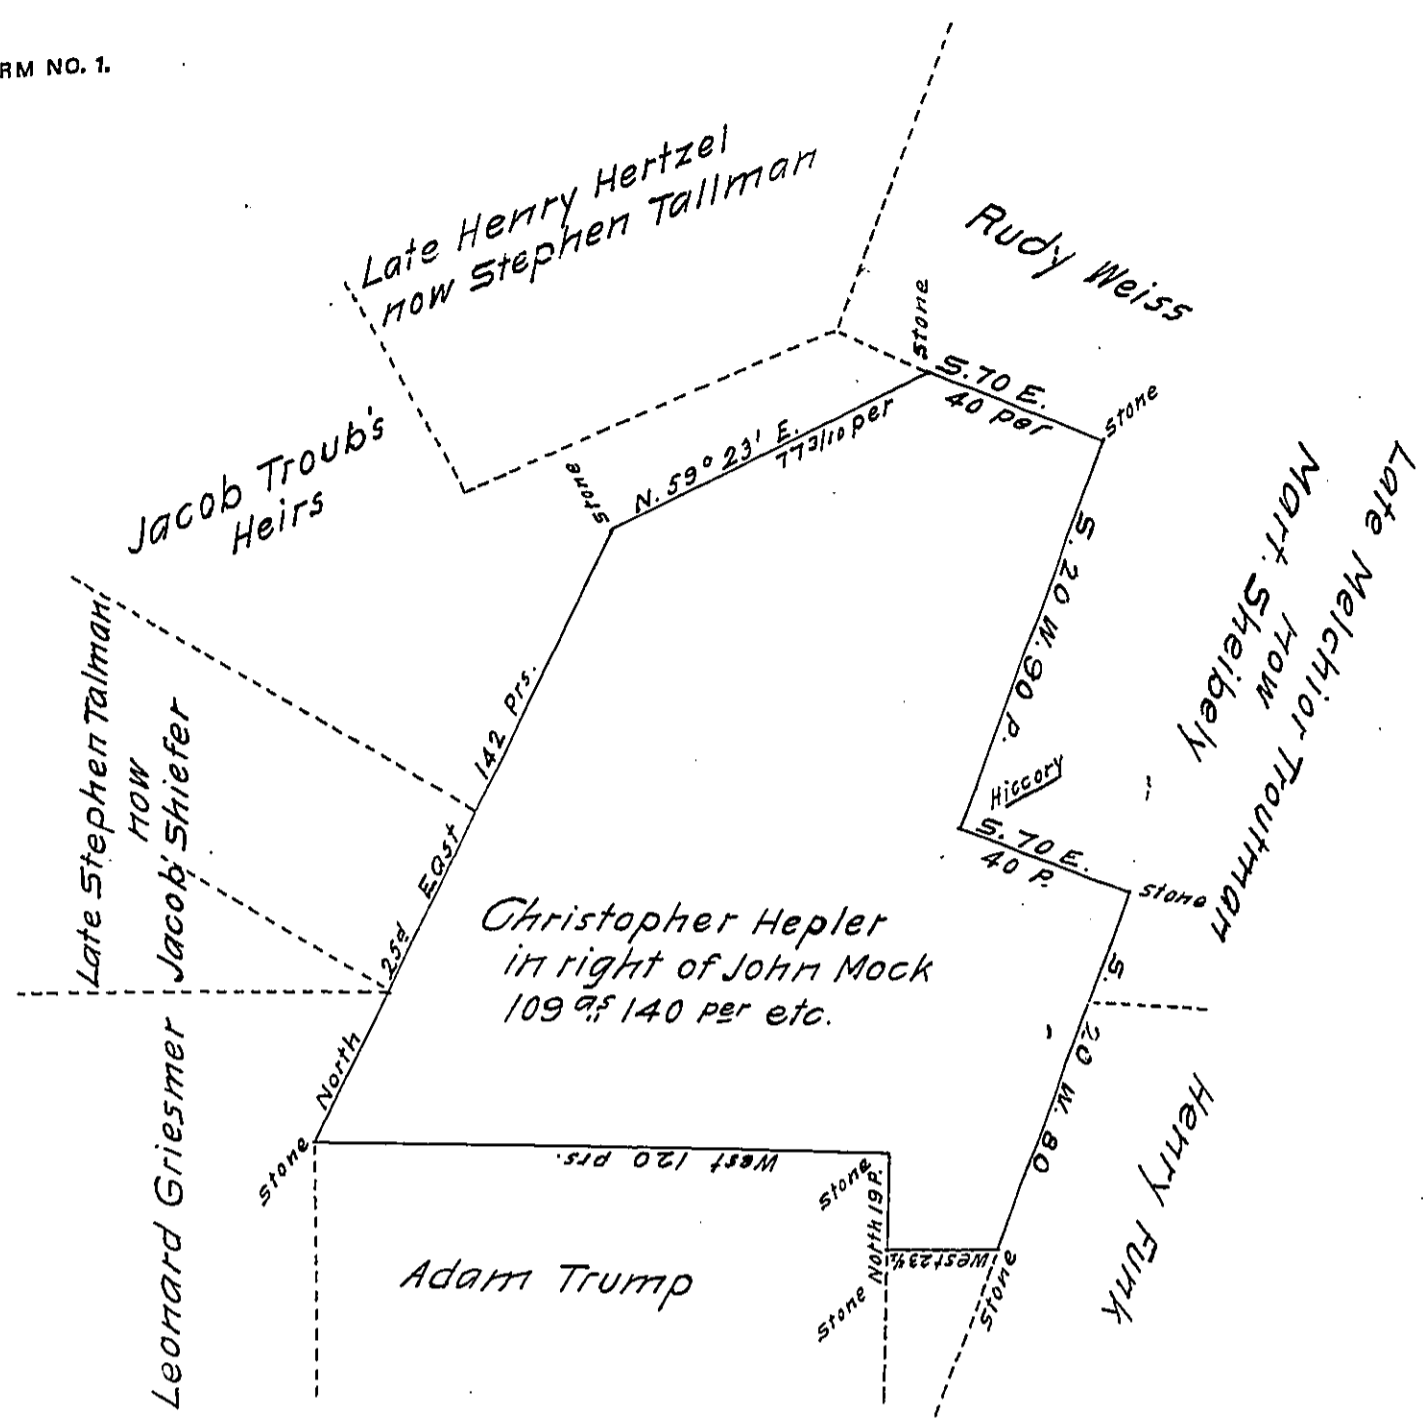 RM NO. 1.
Late Henry Hertzel
now Stephen Tallman
Rudy Weiss
Stone
S. 70 E.
40 per
Stone
N. 59° 23' E.
77 3/10 per
Stone
Jacob Troub's
Heirs
S. 20 W. 90 P.
Late Melchior Troutman
now
Mart. Sheibely
Late Stephen Talman
now
Jacob Shiefer
North 25d East 142 prs.
Hiccory
S. 70 E.
40 P.
Stone
Christopher Hepler
in right of John Mock
109 as 140 per etc.
S. 20 W. 80
Leonard Griesmer
Henry Funk
Stone
West 120 prs.
Stone
North 19 P.
West 23 1/2
Stone
Stone
Adam Trump